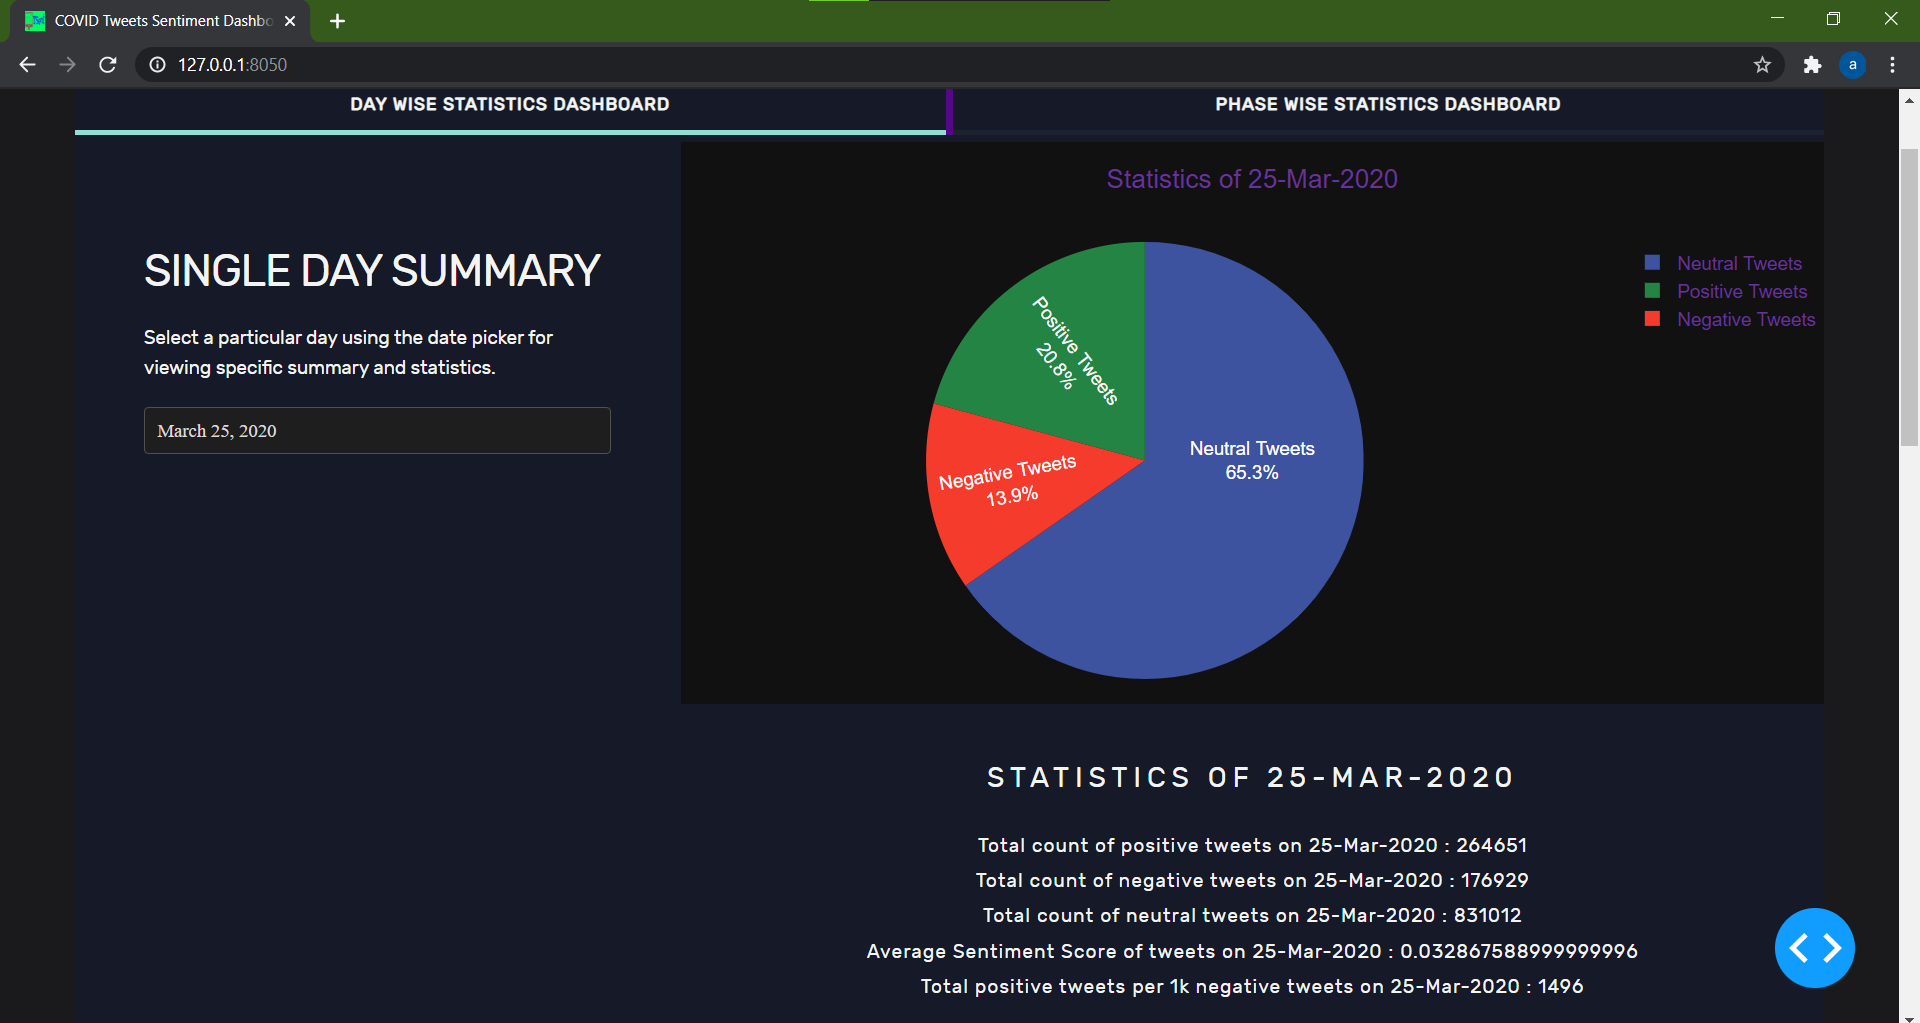 COVID Tweets Sentiment Dashbo
127.0.0.1:8050
a
DAY WISE STATISTICS DASHBOARD
PHASE WISE STATISTICS DASHBOARD
SINGLE DAY SUMMARY
Select a particular day using the date picker for
viewing specific summary and statistics.
March 25, 2020
Statistics of 25-Mar-2020
Neutral Tweets
Positive Tweets
Negative Tweets
Positive Tweets
20.8%
Negative Tweets
13.9%
Neutral Tweets
65.3%
STATISTICS OF 25-MAR-2020
Total count of positive tweets on 25-Mar-2020 : 264651
Total count of negative tweets on 25-Mar-2020 : 176929
Total count of neutral tweets on 25-Mar-2020 : 831012
Average Sentiment Score of tweets on 25-Mar-2020 : 0.032867588999999996
Total positive tweets per 1k negative tweets on 25-Mar-2020 : 1496